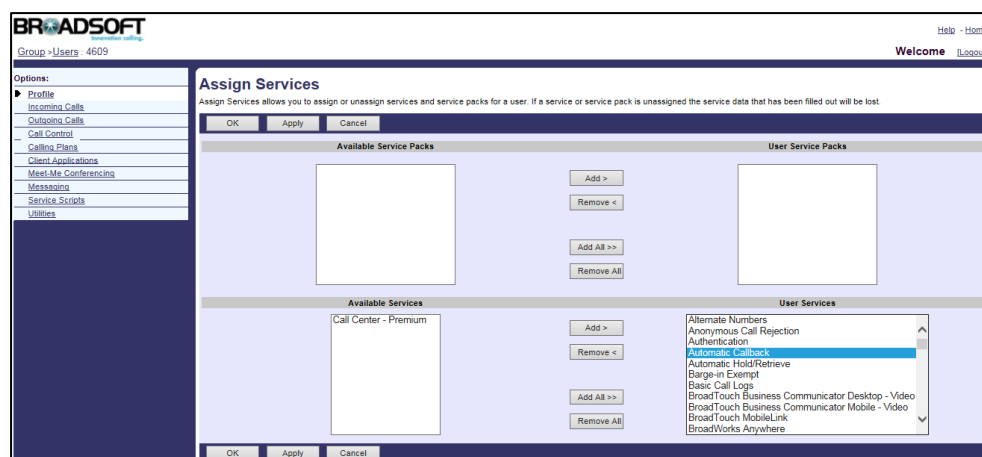 BROADSOFT
innovation calling.
Help - Hom
Group >Users : 4609
Welcome [Logou
Options:
Profile
Incoming Calls
Outgoing Calls
Call Control
Calling Plans
Client Applications
Meet-Me Conferencing
Messaging
Service Scripts
Utilities
Assign Services
Assign Services allows you to assign or unassign services and service packs for a user. If a service or service pack is unassigned the service data that has been filled out will be lost.
OK Apply Cancel
Available Service Packs User Service Packs
Add >
Remove <
Add All >>
Remove All
Available Services User Services
Call Center - Premium
Add >
Remove <
Add All >>
Remove All
Alternate Numbers
Anonymous Call Rejection
Authentication
Automatic Callback
Automatic Hold/Retrieve
Barge-in Exempt
Basic Call Logs
BroadTouch Business Communicator Desktop - Video
BroadTouch Business Communicator Mobile - Video
BroadTouch MobileLink
BroadWorks Anywhere
OK Apply Cancel